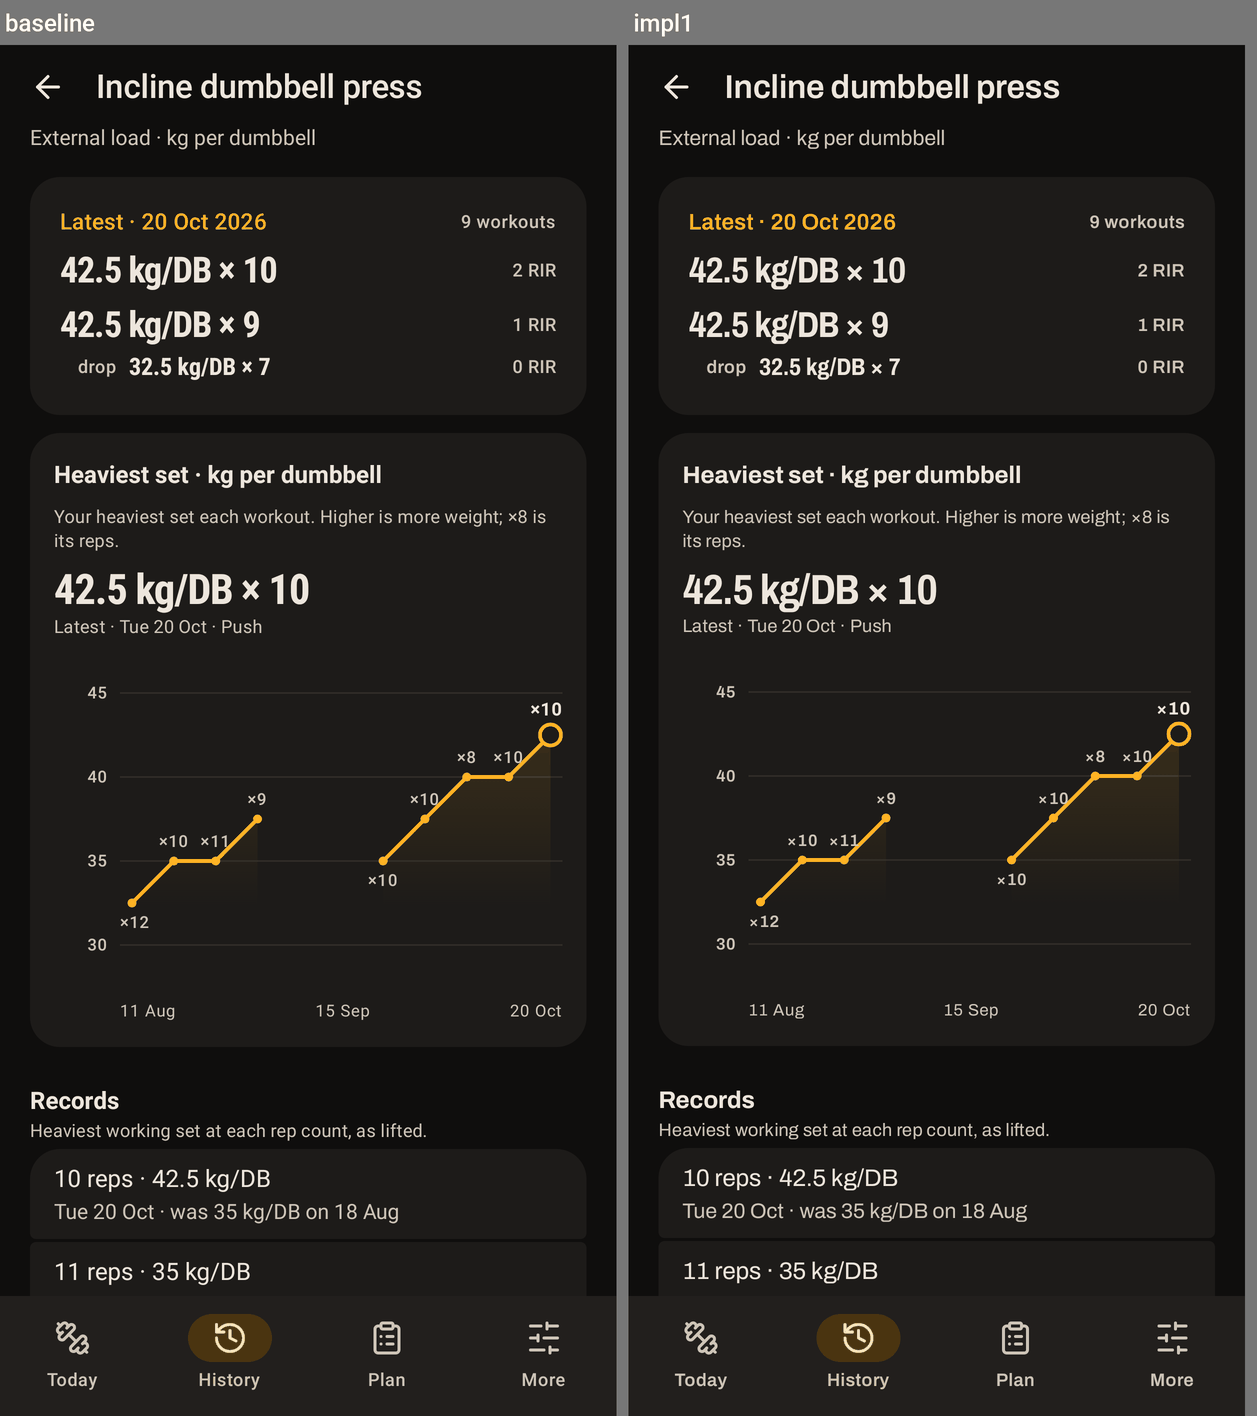 baseline
Incline dumbbell press
External load · kg per dumbbell
Latest · 20 Oct 2026 9 workouts
42.5 kg/DB × 10 2 RIR
42.5 kg/DB × 9 1 RIR
drop 32.5 kg/DB × 7 0 RIR
Heaviest set · kg per dumbbell
Your heaviest set each workout. Higher is more weight; ×8 is
its reps.
42.5 kg/DB × 10
Latest · Tue 20 Oct · Push
45
×10
×8 ×10
40
×9 ×10
×10 ×11
35
×10
×12
30
11 Aug 15 Sep 20 Oct
Records
Heaviest working set at each rep count, as lifted.
10 reps · 42.5 kg/DB
Tue 20 Oct · was 35 kg/DB on 18 Aug
11 reps · 35 kg/DB
Today History Plan More
impl1
Incline dumbbell press
External load · kg per dumbbell
Latest · 20 Oct 2026 9 workouts
42.5 kg/DB × 10 2 RIR
42.5 kg/DB × 9 1 RIR
drop 32.5 kg/DB × 7 0 RIR
Heaviest set · kg per dumbbell
Your heaviest set each workout. Higher is more weight; ×8 is
its reps.
42.5 kg/DB × 10
Latest · Tue 20 Oct · Push
45
×10
×8 ×10
40
×9 ×10
×10 ×11
35
×10
×12
30
11 Aug 15 Sep 20 Oct
Records
Heaviest working set at each rep count, as lifted.
10 reps · 42.5 kg/DB
Tue 20 Oct · was 35 kg/DB on 18 Aug
11 reps · 35 kg/DB
Today History Plan More